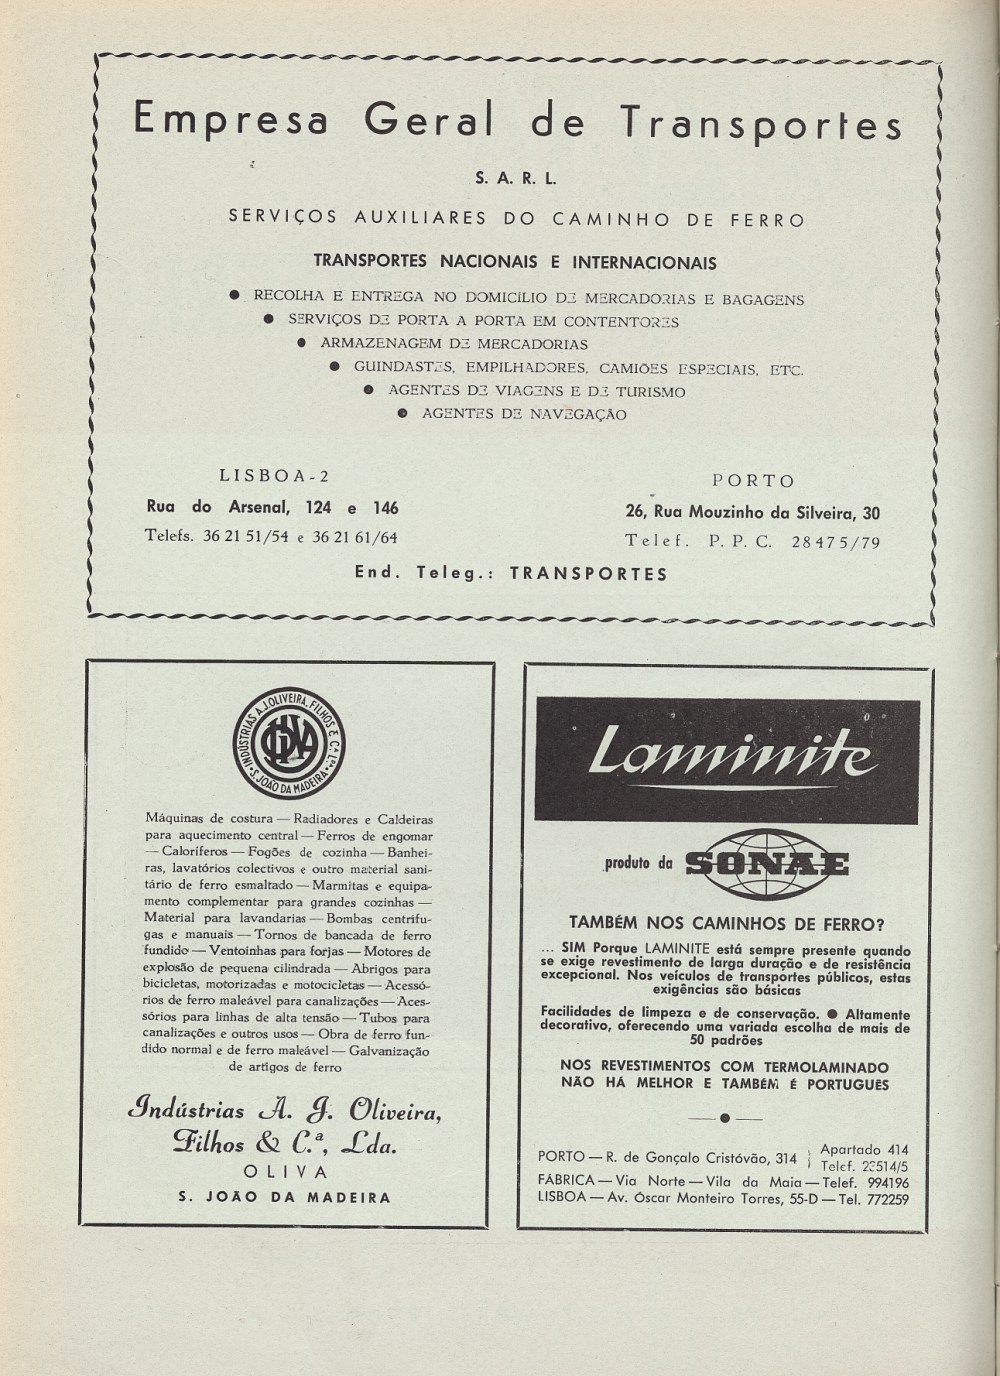 Empresa Geral de Transportes
S. A. R. L.
SERVIÇOS AUXILIARES DO CAMINHO DE FERRO
TRANSPORTES NACIONAIS E INTERNACIONAIS
● RECOLHA E ENTREGA NO DOMICÍLIO DE MERCADORIAS E BAGAGENS
● SERVIÇOS DE PORTA A PORTA EM CONTENTORES
● ARMAZENAGEM DE MERCADORIAS
● GUINDASTES, EMPILHADORES, CAMIÕES ESPECIAIS, ETC.
● AGENTES DE VIAGENS E DE TURISMO
● AGENTES DE NAVEGAÇÃO
LISBOA-2
Rua do Arsenal, 124 e 146
Telefs. 36 21 51/54 e 36 21 61/64
PORTO
26, Rua Mouzinho da Silveira, 30
Telef. P. P. C. 28475/79
End. Teleg.: TRANSPORTES
INDÚSTRIAS A.J.OLIVEIRA, FILHOS & C.ª L.da
S. JOÃO DA MADEIRA
OLIVA
Máquinas de costura — Radiadores e Caldeiras
para aquecimento central — Ferros de engomar
— Caloríferos — Fogões de cozinha — Banhei-
ras, lavatórios colectivos e outro material sani-
tário de ferro esmaltado — Marmitas e equipa-
mento complementar para grandes cozinhas —
Material para lavandarias — Bombas centrífu-
gas e manuais — Tornos de bancada de ferro
fundido — Ventoinhas para forjas — Motores de
explosão de pequena cilindrada — Abrigos para
bicicletas, motorizadas e motocicletas — Acessó-
rios de ferro maleável para canalizações — Aces-
sórios para linhas de alta tensão — Tubos para
canalizações e outros usos — Obra de ferro fun-
dido normal e de ferro maleável — Galvanização
de artigos de ferro
Indústrias A. J. Oliveira,
Filhos & C.ª, Lda.
OLIVA
S. JOÃO DA MADEIRA
Laminite
produto da SONAE
TAMBÉM NOS CAMINHOS DE FERRO?
... SIM Porque LAMINITE está sempre presente quando
se exige revestimento de larga duração e de resistência
excepcional. Nos veículos de transportes públicos, estas
exigências são básicas
Facilidades de limpeza e de conservação. ● Altamente
decorativo, oferecendo uma variada escolha de mais de
50 padrões
NOS REVESTIMENTOS COM TERMOLAMINADO
NÃO HÁ MELHOR E TAMBÉM É PORTUGUÊS
PORTO — R. de Gonçalo Cristóvão, 314
Apartado 414
Telef. 23514/5
FÁBRICA — Via Norte — Vila da Maia — Telef. 994196
LISBOA — Av. Óscar Monteiro Torres, 55-D — Tel. 772259